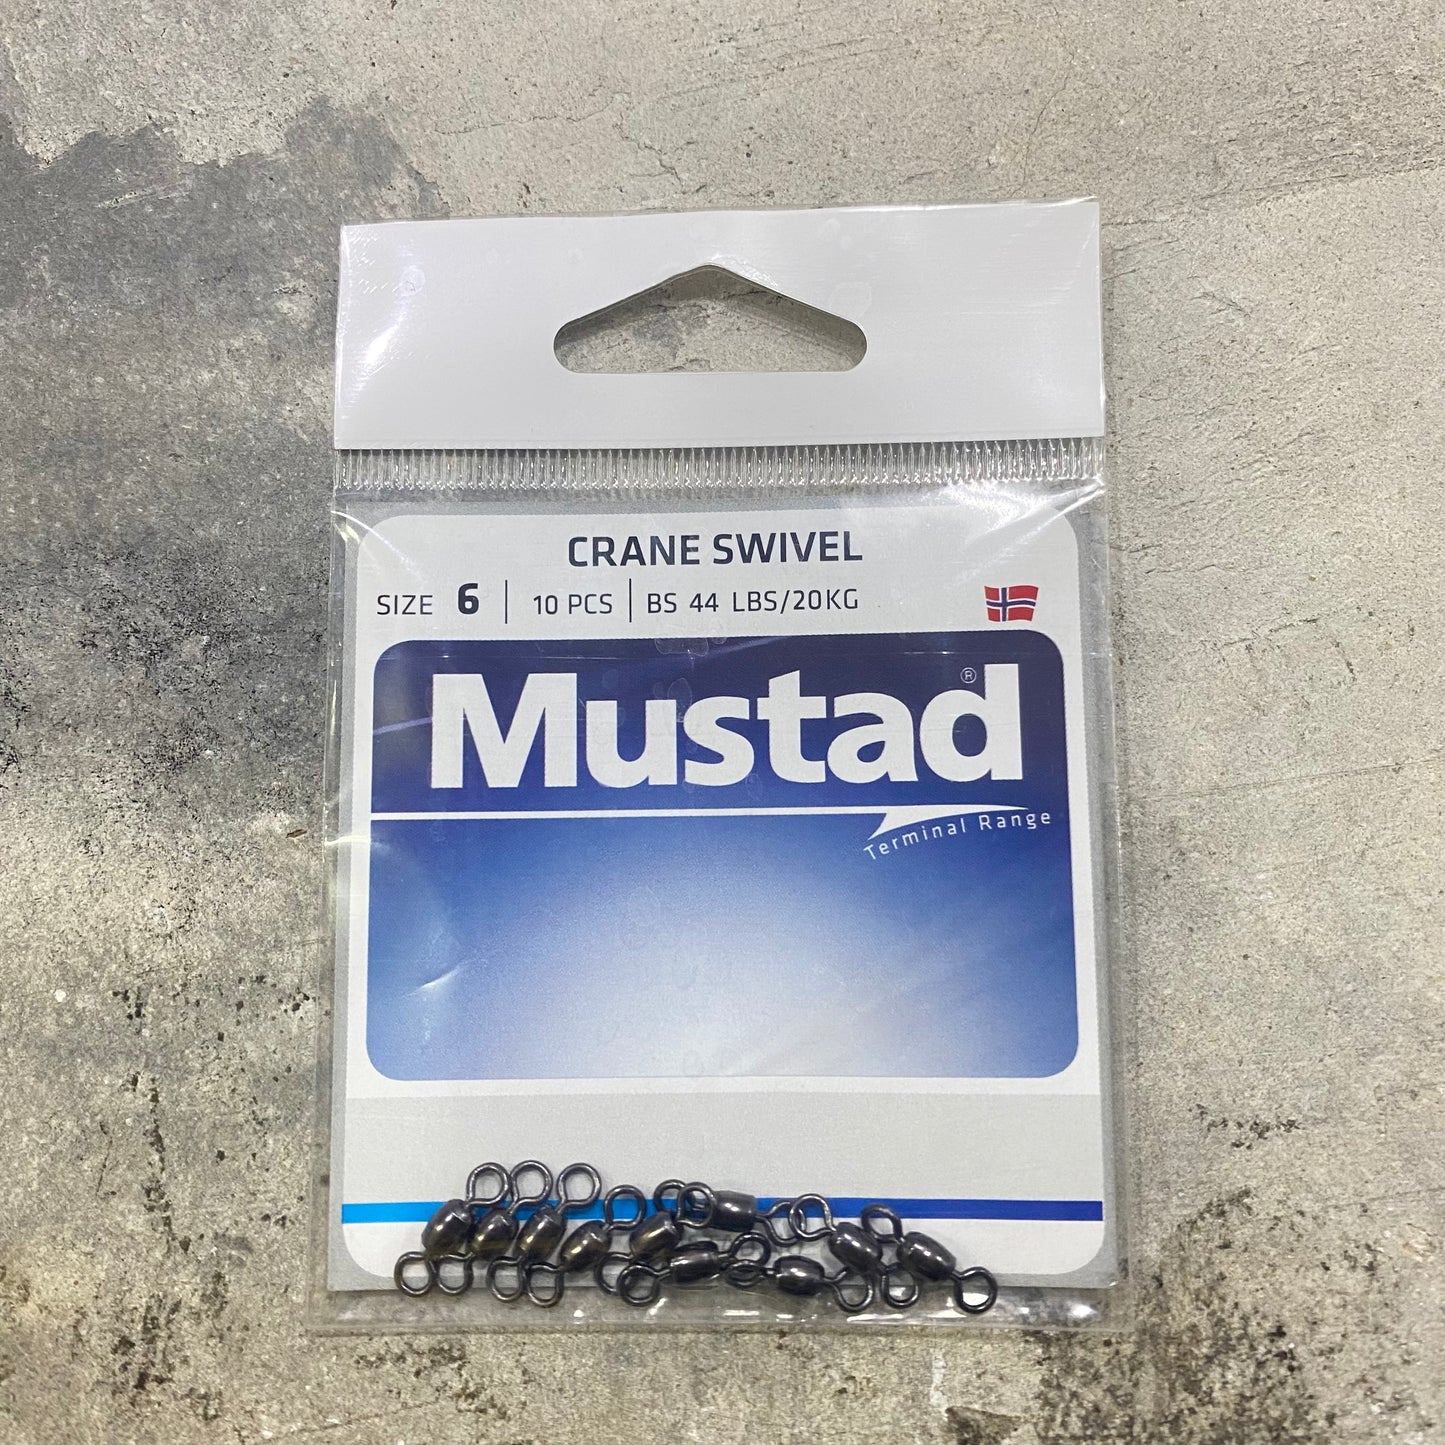 CRANE SWIVEL
SIZE 6 | 10 PCS | BS 44 LBS/20KG
Mustad®
Terminal Range